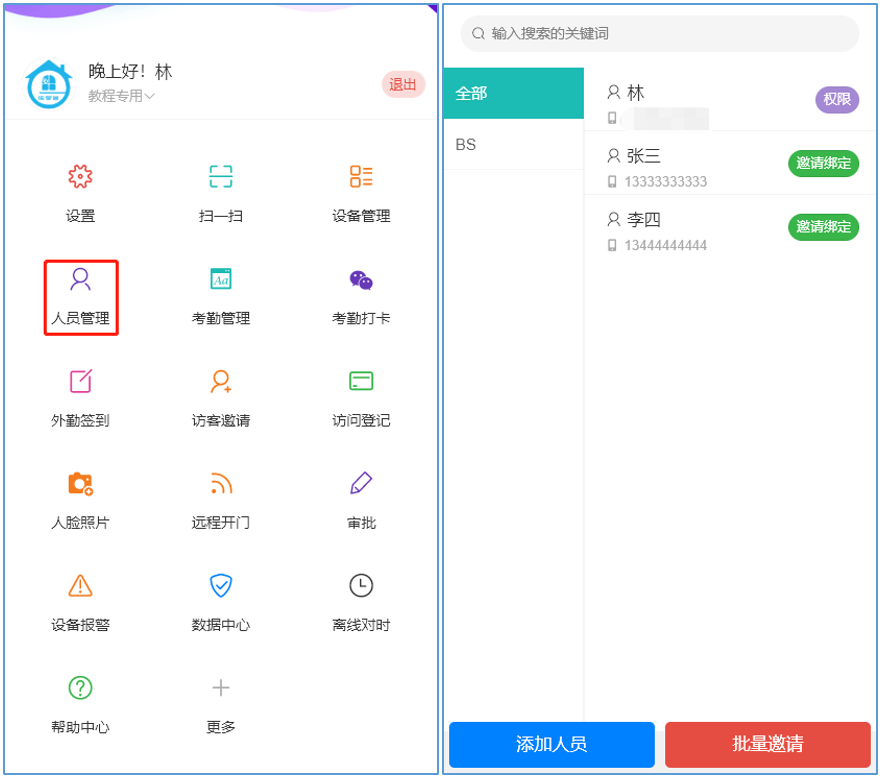 晚上好！林
教程专用
退出
设置
扫一扫
设备管理
人员管理
Aa
考勤管理
考勤打卡
外勤签到
访客邀请
访问登记
人脸照片
远程开门
审批
设备报警
数据中心
离线对时
帮助中心
更多
输入搜索的关键词
全部
BS
林
权限
张三
13333333333
邀请绑定
李四
13444444444
邀请绑定
添加人员
批量邀请